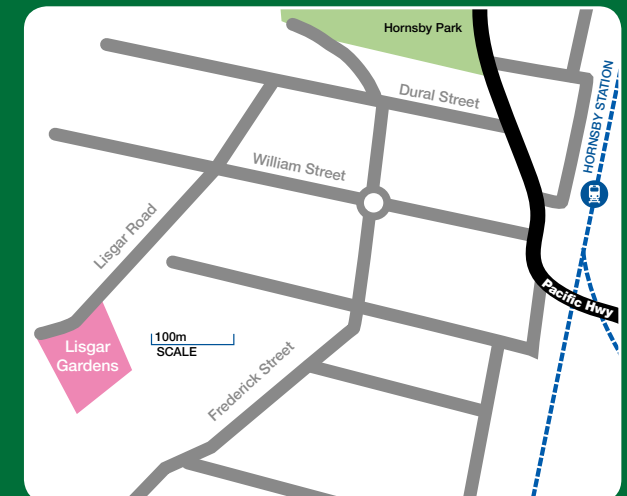 Hornsby Park
Dural Street
HORNSBY STATION
William Street
Lisgar Road
Pacific Hwy
100m
SCALE
Lisgar
Gardens
Frederick Street